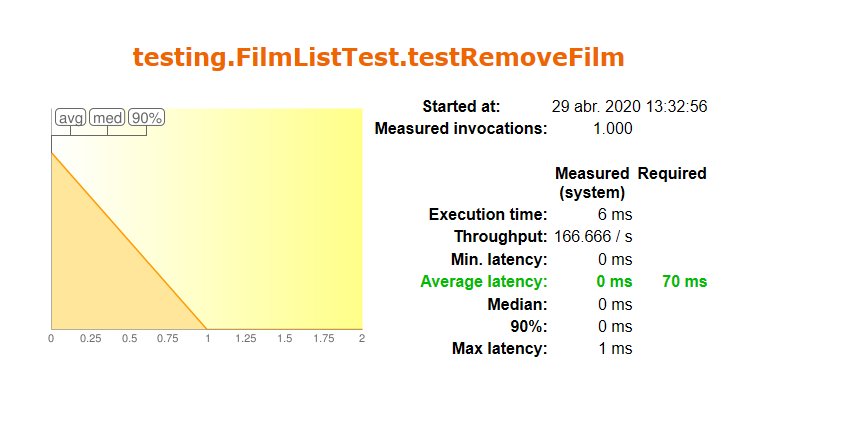 testing.FilmListTest.testRemoveFilm
avg med 90%
0 0.25 0.5 0.75 1 1.25 1.5 1.75 2
Started at: 29 abr. 2020 13:32:56
Measured invocations: 1.000
Measured Required
(system)
Execution time: 6 ms
Throughput: 166.666 / s
Min. latency: 0 ms
Average latency: 0 ms 70 ms
Median: 0 ms
90%: 0 ms
Max latency: 1 ms